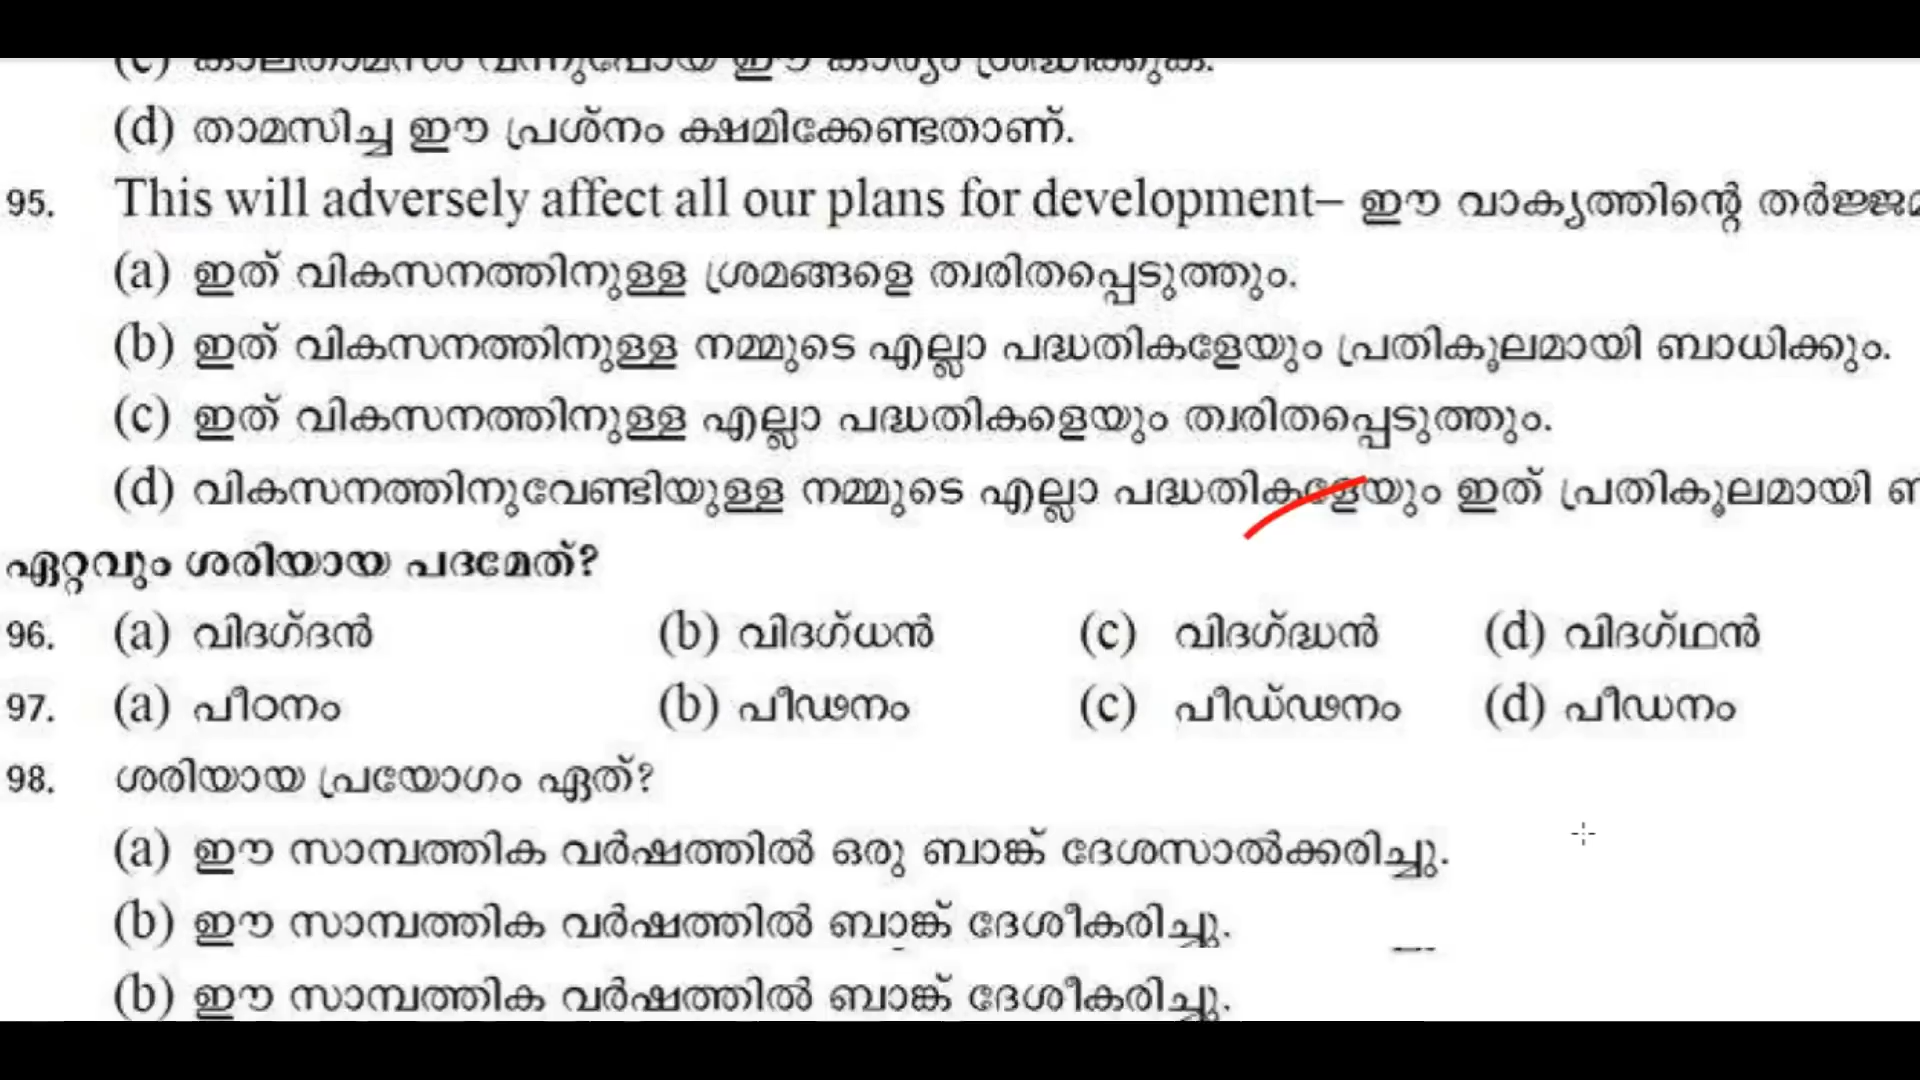 (c) കാലതാമസം വന്നുപോയ ഈ കാര്യം ശ്രദ്ധിക്കുക.
(d) താമസിച്ച ഈ പ്രശ്നം ക്ഷമിക്കേണ്ടതാണ്.
95. This will adversely affect all our plans for development– ഈ വാക്യത്തിന്റെ
(a) ഇത് വികസനത്തിനുള്ള ശ്രമങ്ങളെ ത്വരിതപ്പെടുത്തും.
(b) ഇത് വികസനത്തിനുള്ള നമ്മുടെ എല്ലാ പദ്ധതികളേയും പ്രതികൂലമായി ബാധിക്കും.
(c) ഇത് വികസനത്തിനുള്ള എല്ലാ പദ്ധതികളെയും ത്വരിതപ്പെടുത്തും.
(d) വികസനത്തിനുവേണ്ടിയുള്ള നമ്മുടെ എല്ലാ പദ്ധതികളേയും ഇത് പ്രതികൂലമായി
ഏറ്റവും ശരിയായ പദമേത്?
96. (a) വിദഗ്ദൻ (b) വിദഗ്ധൻ (c) വിദഗ്ദ്ധൻ (d) വിദഗ്ഥൻ
97. (a) പീഠനം (b) പീഢനം (c) പീഡ്ഢനം (d) പീഡനം
98. ശരിയായ പ്രയോഗം ഏത്?
(a) ഈ സാമ്പത്തിക വർഷത്തിൽ ഒരു ബാങ്ക് ദേശസാൽക്കരിച്ചു.
(b) ഈ സാമ്പത്തിക വർഷത്തിൽ ബാങ്ക് ദേശീകരിച്ചു.
(b) ഈ സാമ്പത്തിക വർഷത്തിൽ ബാങ്ക് ദേശീകരിച്ചു.